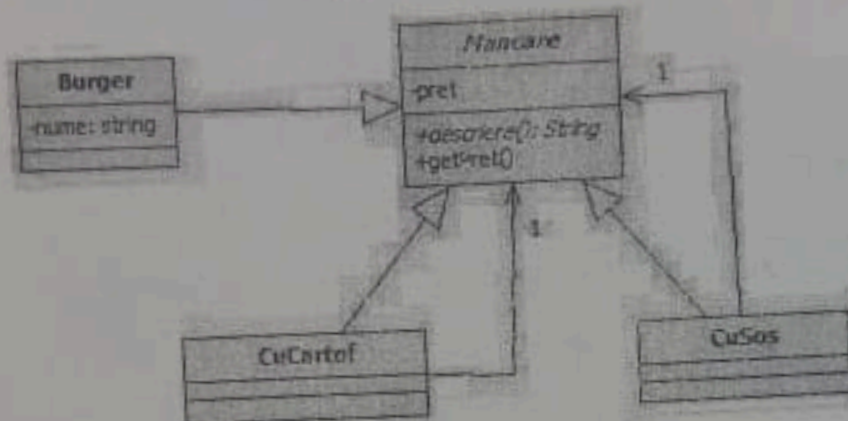 Mancare
Burger
-pret
1
-nume: string
+descriere(): String
+getPret()
1
CuCartof
CuSos